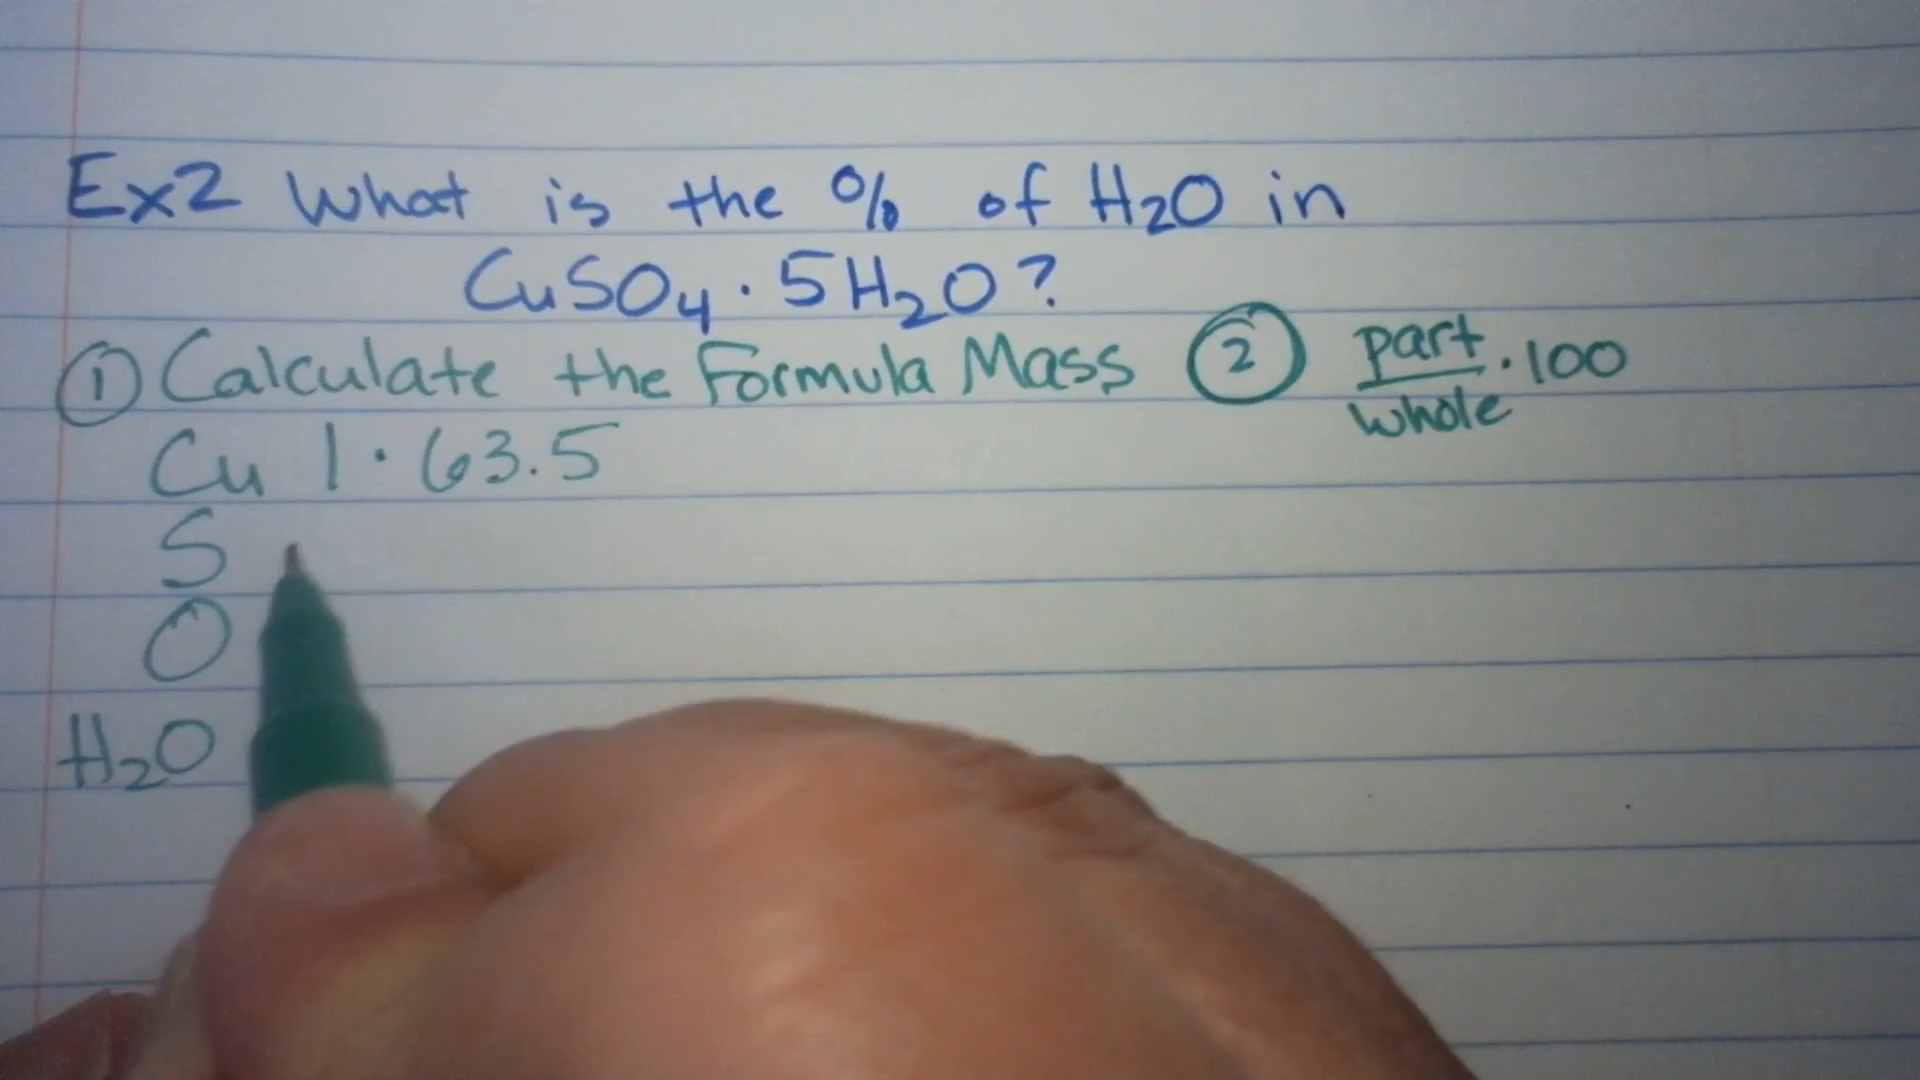 Ex2 What is the % of H₂O in
CuSO₄ · 5H₂O?
① Calculate the Formula Mass ② part/whole · 100
Cu 1 · 63.5
S
O
H₂O